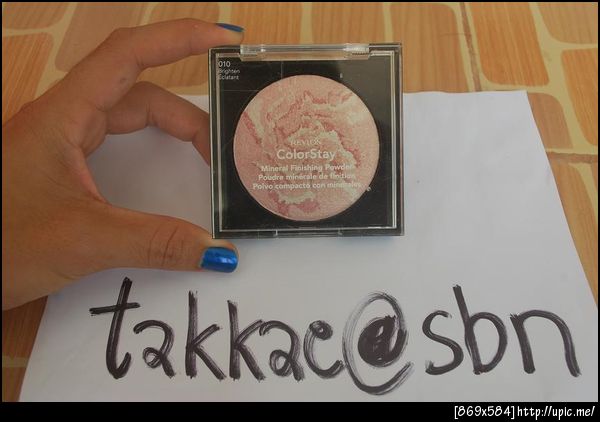 010
Brighten
Éclatant
REVLON
ColorStay
Mineral Finishing Powder
Poudre minérale de finition
Polvo compacto con minerales
takkae@sbn
[869x584]http://upic.me/